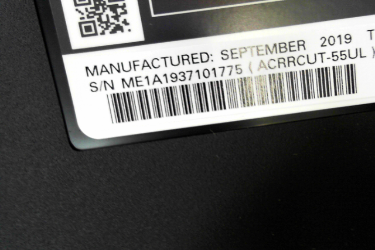 MANUFACTURED: SEPTEMBER 2019 T
S/N ME1A1937101775 ( ACRRCUT-55UL )